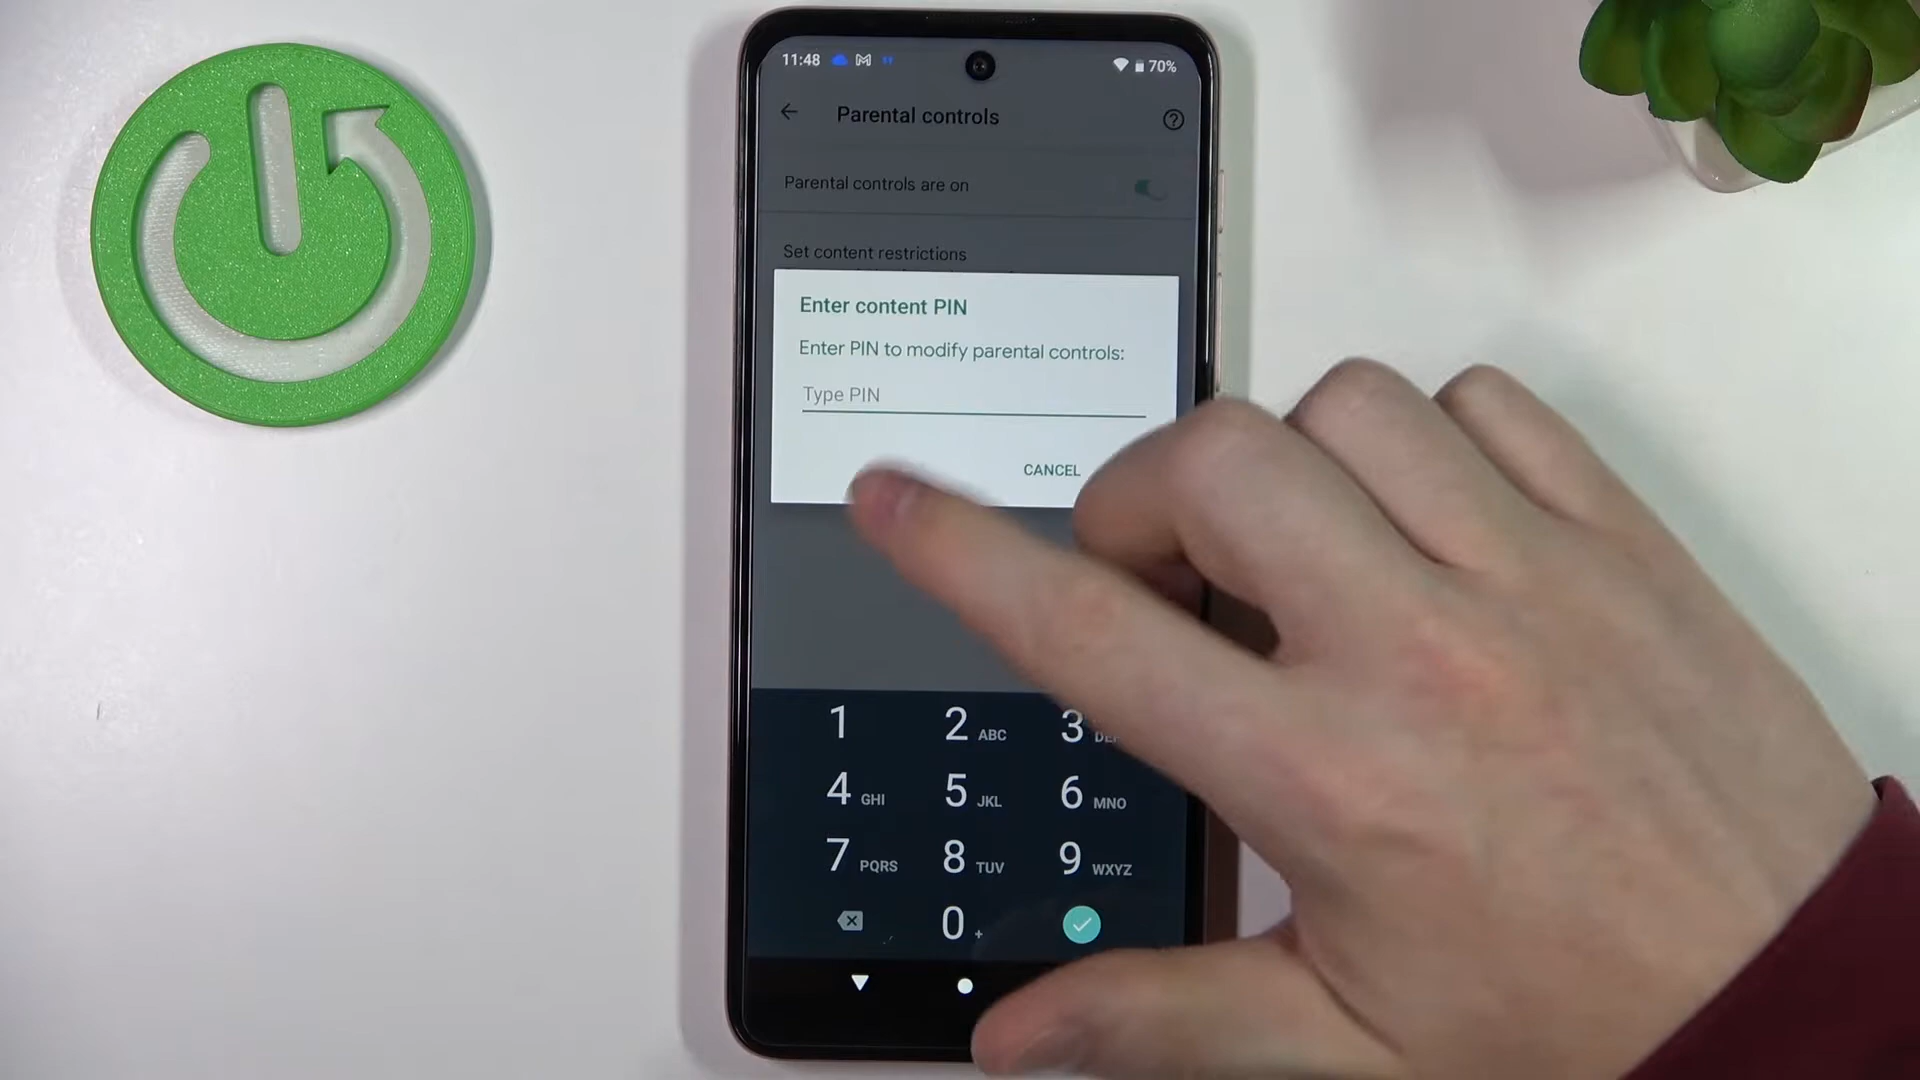 11:48
70%
Parental controls
Parental controls are on
Set content restrictions
Enter content PIN
Enter PIN to modify parental controls:
Type PIN
CANCEL
1 2 ABC 3
4 GHI 5 JKL 6 MNO
7 PQRS 8 TUV 9 WXYZ
0 +